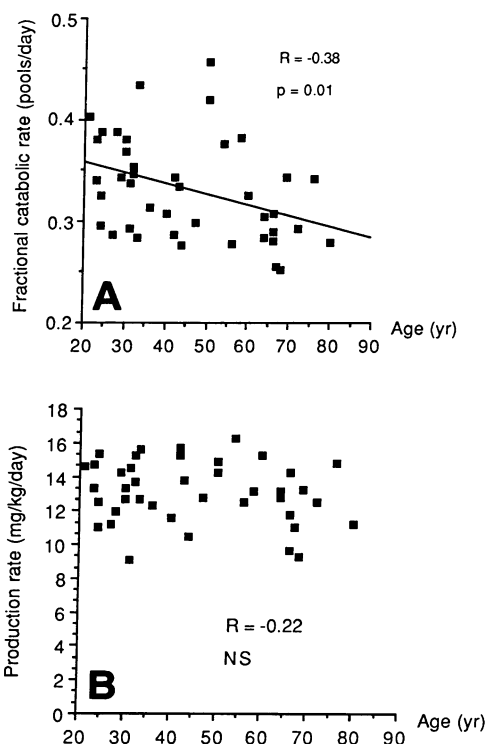 Fractional catabolic rate (pools/day)
0.5
0.4
0.3
0.2
R = -0.38
p = 0.01
A
20 30 40 50 60 70 80 90
Age (yr)
Production rate (mg/kg/day)
18
16
14
12
10
8
6
4
2
0
R = -0.22
NS
B
20 30 40 50 60 70 80 90
Age (yr)